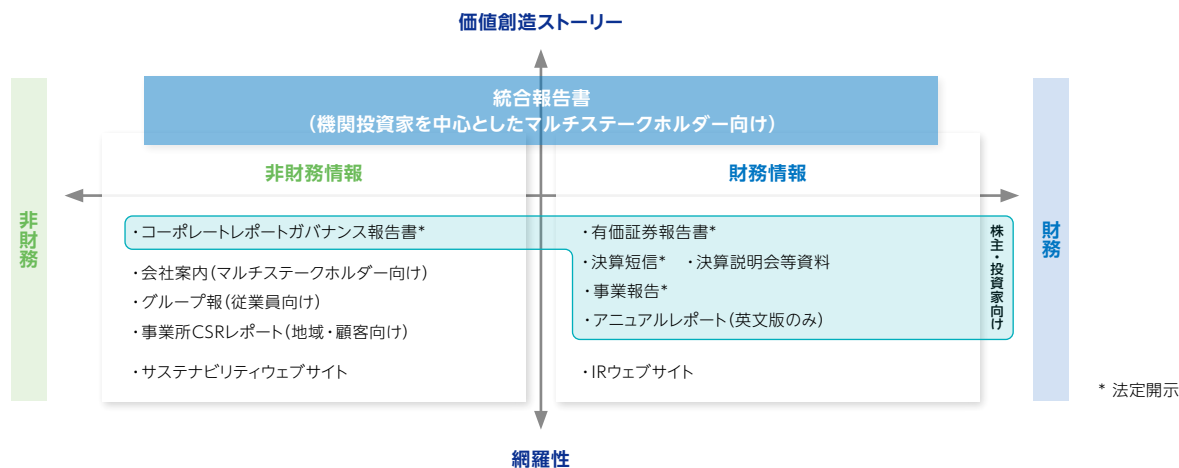 価値創造ストーリー
統合報告書
（機関投資家を中心としたマルチステークホルダー向け）
非財務
非財務情報
・コーポレートレポートガバナンス報告書*
・会社案内（マルチステークホルダー向け）
・グループ報（従業員向け）
・事業所CSRレポート（地域・顧客向け）
・サステナビリティウェブサイト
財務情報
・有価証券報告書*
・決算短信* ・決算説明会等資料
・事業報告*
・アニュアルレポート（英文版のみ）
・IRウェブサイト
株主・投資家向け
財務
* 法定開示
網羅性